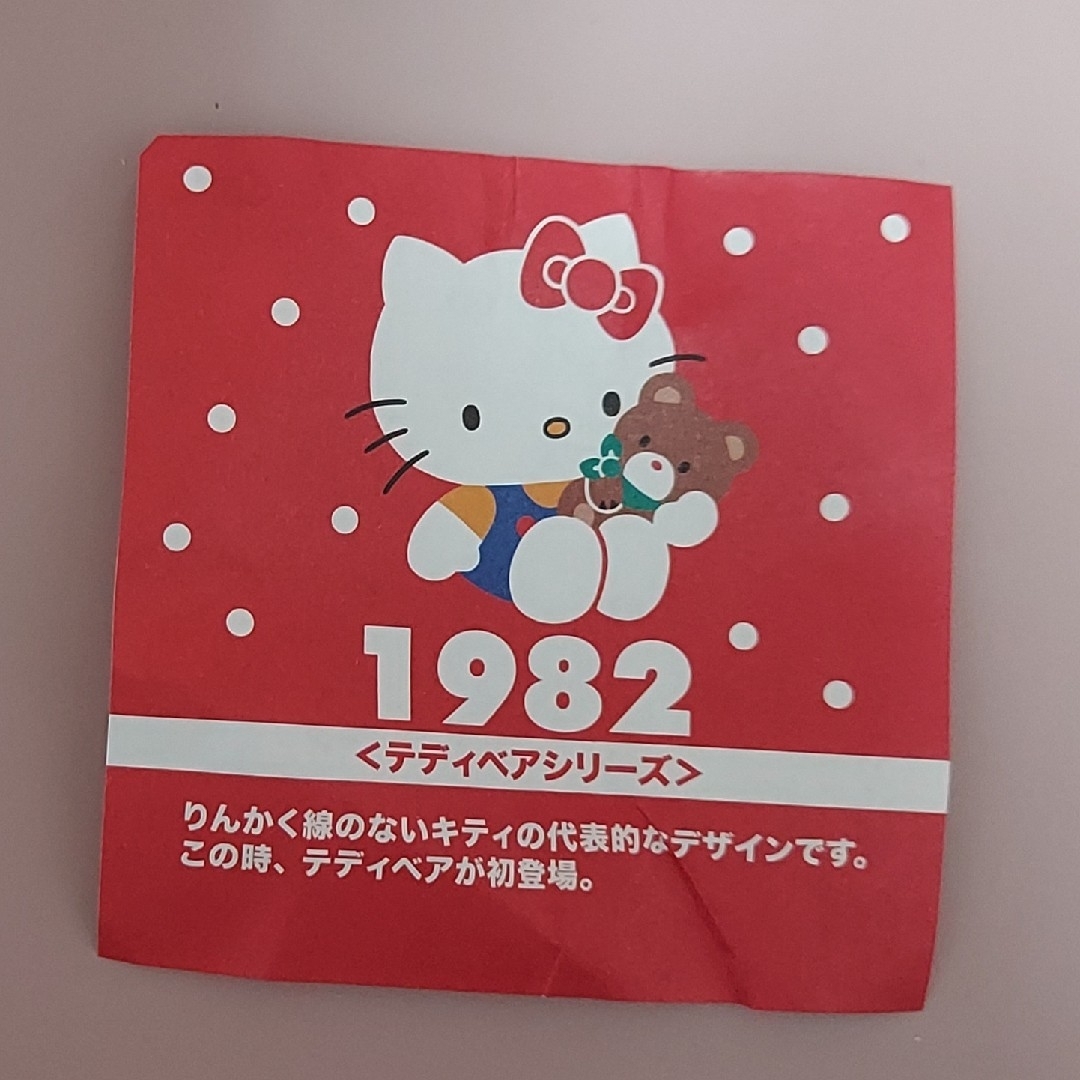 1982
＜テディベアシリーズ＞
りんかく線のないキティの代表的なデザインです。
この時、テディベアが初登場。